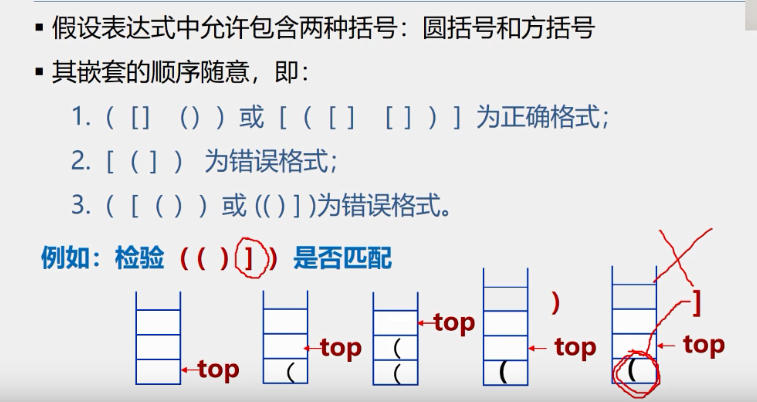 ▪ 假设表达式中允许包含两种括号：圆括号和方括号
▪ 其嵌套的顺序随意，即：
1. （ [] （） ）或［（［ ］［ ］）］为正确格式；
2.［（ ］） 为错误格式；
3.（［（ ）） 或 (( ) ] )为错误格式。
例如：检验（( ) ] ）是否匹配
top
( top
( ( top
( ) top
( ] top